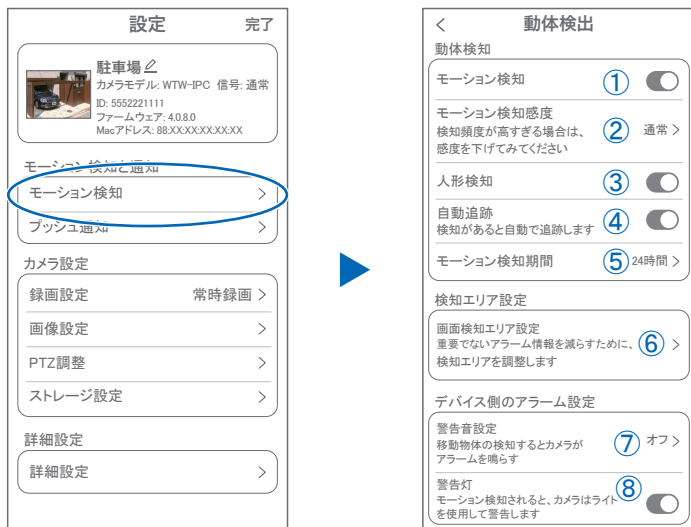 設定
完了
駐車場
カメラモデル: WTW-IPC 信号: 通常
ID: 5552221111
ファームウェア: 4.0.8.0
Macアドレス: 88:XX:XX:XX:XX:XX
モーション検知と通知
モーション検知
プッシュ通知
カメラ設定
録画設定 常時録画
画像設定
PTZ調整
ストレージ設定
詳細設定
詳細設定
動体検出
動体検知
モーション検知 ①
モーション検知感度
検知頻度が高すぎる場合は、
感度を下げてみてください
② 通常
人形検知 ③
自動追跡
検知があると自動で追跡します ④
モーション検知期間 ⑤ 24時間
検知エリア設定
画面検知エリア設定
重要でないアラーム情報を減らすために、
検知エリアを調整します
⑥
デバイス側のアラーム設定
警告音設定
移動物体の検知するとカメラが
アラームを鳴らす
⑦ オフ
警告灯
モーション検知されると、カメラはライト
を使用して警告します
⑧